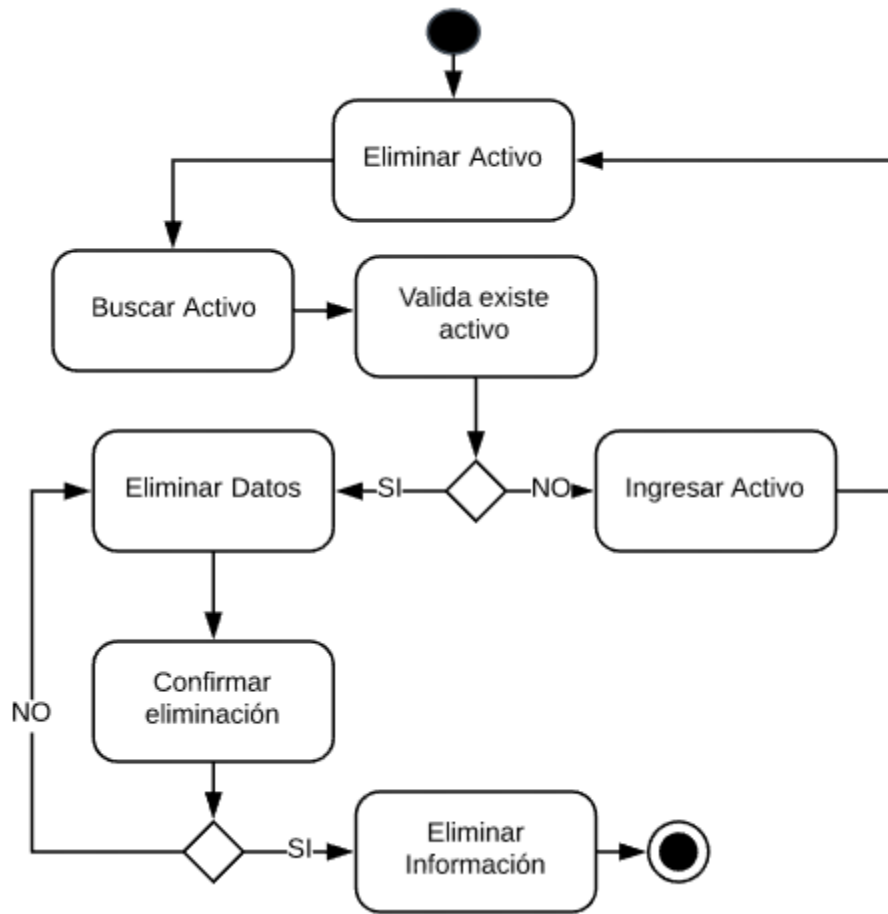 Eliminar Activo
Buscar Activo
Valida existe
activo
Eliminar Datos
SI
NO
Ingresar Activo
Confirmar
eliminación
NO
SI
Eliminar
Información